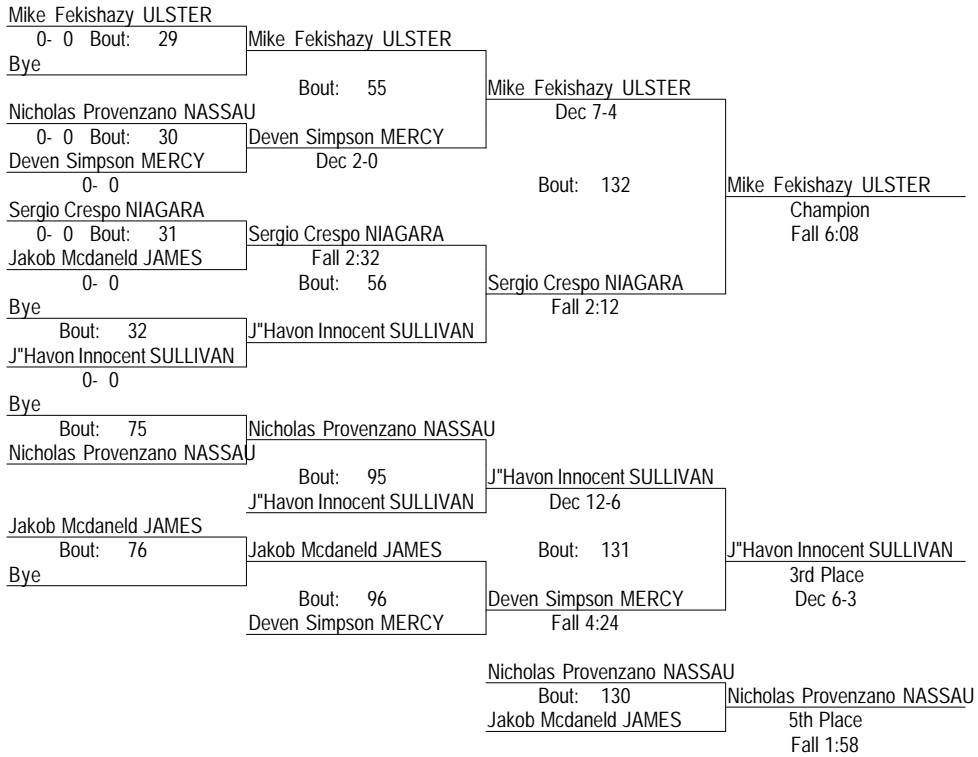 Mike Fekishazy ULSTER
0- 0 Bout: 29
Mike Fekishazy ULSTER
Bye
Bout: 55
Mike Fekishazy ULSTER
Nicholas Provenzano NASSAU
Dec 7-4
0- 0 Bout: 30
Deven Simpson MERCY
Deven Simpson MERCY
Dec 2-0
0- 0
Bout: 132
Mike Fekishazy ULSTER
Sergio Crespo NIAGARA
Champion
0- 0 Bout: 31
Sergio Crespo NIAGARA
Fall 6:08
Jakob Mcdaneld JAMES
Fall 2:32
0- 0
Bout: 56
Sergio Crespo NIAGARA
Bye
Fall 2:12
Bout: 32
J"Havon Innocent SULLIVAN
J"Havon Innocent SULLIVAN
0- 0
Bye
Bout: 75
Nicholas Provenzano NASSAU
Nicholas Provenzano NASSAU
Bout: 95
J"Havon Innocent SULLIVAN
J"Havon Innocent SULLIVAN
Dec 12-6
Jakob Mcdaneld JAMES
Bout: 76
Jakob Mcdaneld JAMES
Bout: 131
J"Havon Innocent SULLIVAN
Bye
3rd Place
Bout: 96
Deven Simpson MERCY
Dec 6-3
Deven Simpson MERCY
Fall 4:24
Nicholas Provenzano NASSAU
Bout: 130
Nicholas Provenzano NASSAU
Jakob Mcdaneld JAMES
5th Place
Fall 1:58